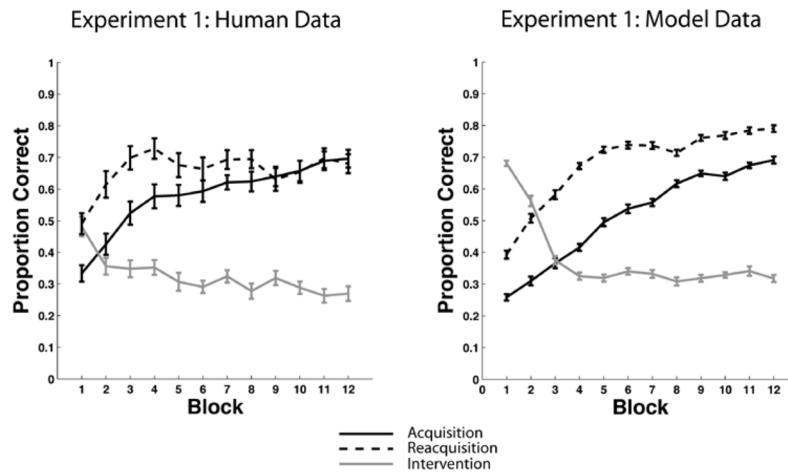 Experiment 1: Human Data
Proportion Correct
1
0.9
0.8
0.7
0.6
0.5
0.4
0.3
0.2
0.1
0
1 2 3 4 5 6 7 8 9 10 11 12
Block
Experiment 1: Model Data
Proportion Correct
1
0.9
0.8
0.7
0.6
0.5
0.4
0.3
0.2
0.1
0
0 1 2 3 4 5 6 7 8 9 10 11 12
Block
Acquisition
Reacquisition
Intervention